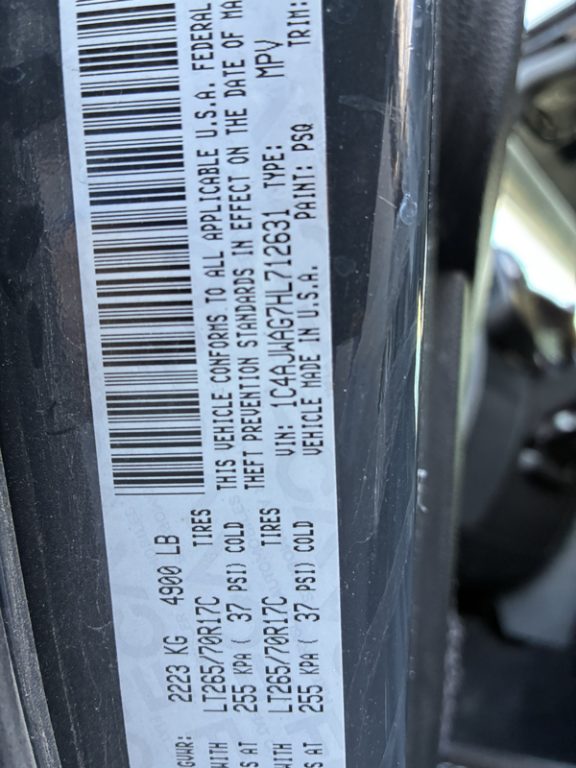 GVWR: 2223 KG 4900 LB
WITH LT265/70R17C TIRES
S AT 255 KPA ( 37 PSI) COLD
WITH LT265/70R17C TIRES
S AT 255 KPA ( 37 PSI) COLD
THIS VEHICLE CONFORMS TO ALL APPLICABLE U.S.A. FEDERAL
THEFT PREVENTION STANDARDS IN EFFECT ON THE DATE OF MA
VIN: 1C4AJWAG7HL712631 TYPE: MPV
VEHICLE MADE IN U.S.A. PAINT: PSQ TRIM: